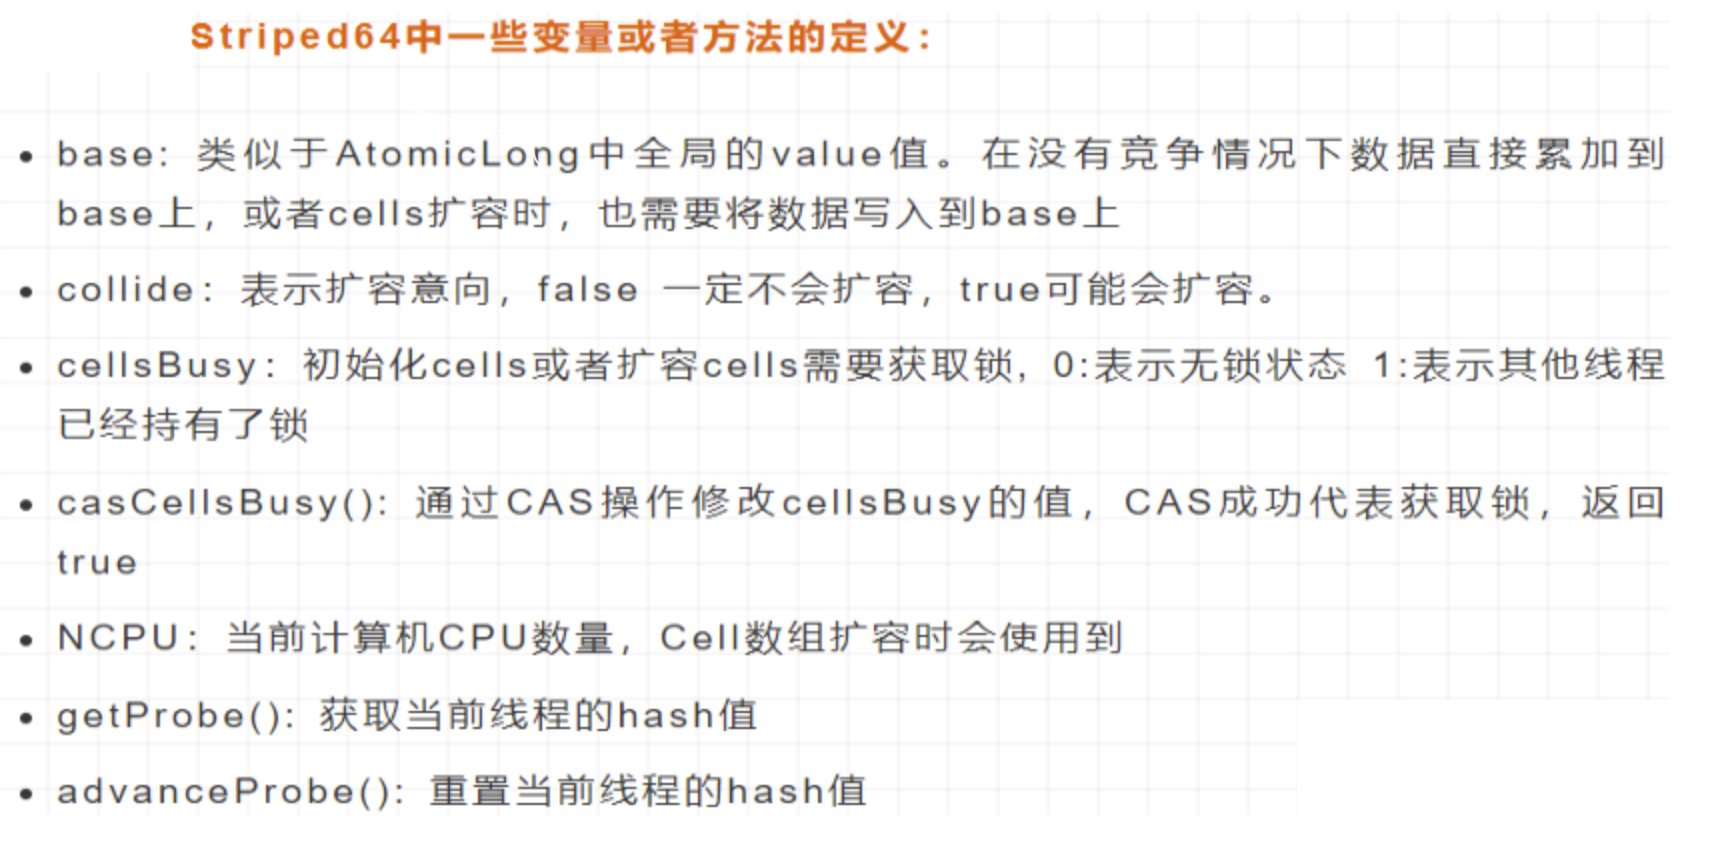 Striped64中一些变量或者方法的定义：
• base: 类似于AtomicLong中全局的value值。在没有竞争情况下数据直接累加到
base上，或者cells扩容时，也需要将数据写入到base上
• collide：表示扩容意向，false 一定不会扩容，true可能会扩容。
• cellsBusy：初始化cells或者扩容cells需要获取锁，0:表示无锁状态 1:表示其他线程
已经持有了锁
• casCellsBusy(): 通过CAS操作修改cellsBusy的值，CAS成功代表获取锁，返回
true
• NCPU：当前计算机CPU数量，Cell数组扩容时会使用到
• getProbe(): 获取当前线程的hash值
• advanceProbe(): 重置当前线程的hash值